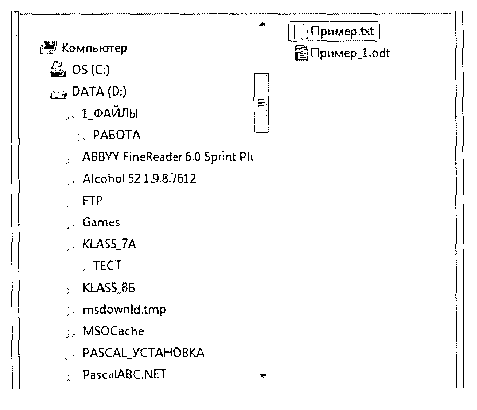 Компьютер
OS (C:)
DATA (D:)
1_ФАЙЛЫ
РАБОТА
ABBYY FineReader 6.0 Sprint Plu
Alcohol 52 1.9.8.7612
FTP
Games
KLASS_7A
ТЕСТ
KLASS_8Б
msdownld.tmp
MSOCache
PASCAL_УСТАНОВКА
PascalABC.NET
Пример.txt
Пример_1.odt